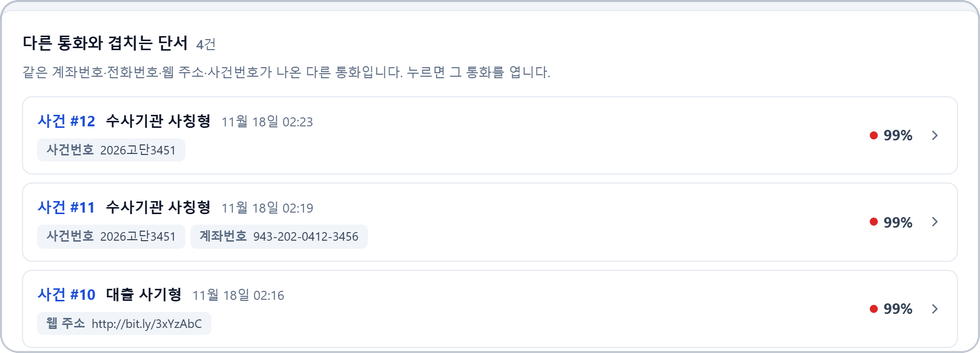 다른 통화와 겹치는 단서 4건
같은 계좌번호·전화번호·웹 주소·사건번호가 나온 다른 통화입니다. 누르면 그 통화를 엽니다.
사건 #12 수사기관 사칭형 11월 18일 02:23
99%
사건번호 2026고단3451
사건 #11 수사기관 사칭형 11월 18일 02:19
99%
사건번호 2026고단3451 계좌번호 943-202-0412-3456
사건 #10 대출 사기형 11월 18일 02:16
99%
웹 주소 http://bit.ly/3xYzAbC